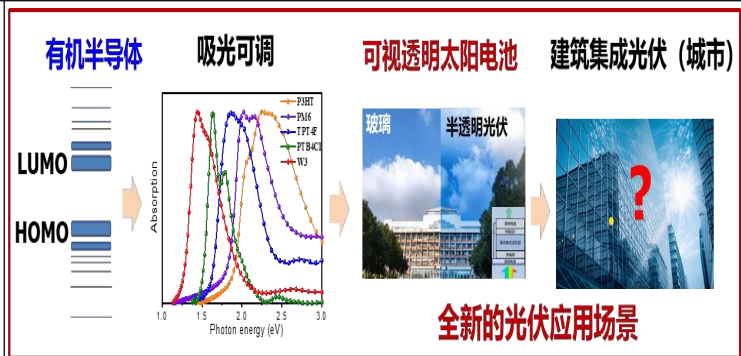 有机半导体
吸光可调
可视透明太阳电池
建筑集成光伏（城市）
LUMO
HOMO
Absorption
P3HT
PM6
TPT4F
PTB4Cl
W3
1.0 1.5 2.0 2.5 3.0
Photon energy (eV)
玻璃
半透明光伏
?
全新的光伏应用场景